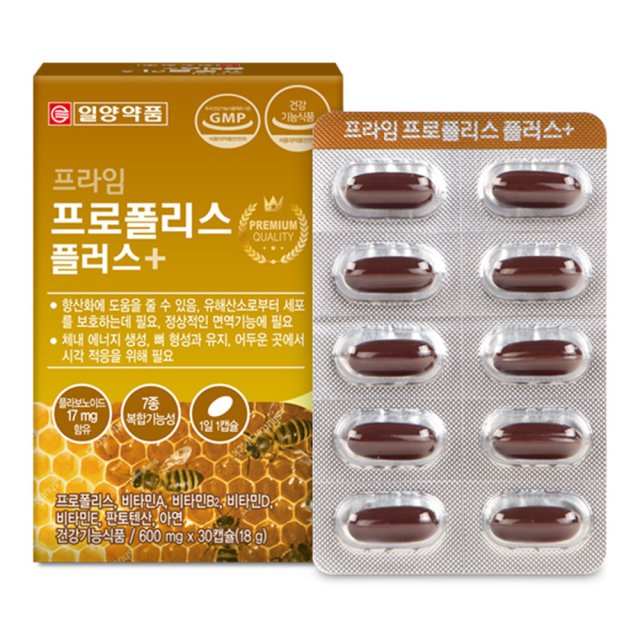 일양약품
GMP
건강
기능식품
프라임
프로폴리스
플러스+
PREMIUM
QUALITY
• 항산화에 도움을 줄 수 있음, 유해산소로부터 세포
를 보호하는데 필요, 정상적인 면역기능에 필요
• 체내 에너지 생성, 뼈 형성과 유지, 어두운 곳에서
시각 적응을 위해 필요
플라보노이드
17 mg
함유
7종
복합기능성
1일 1캡슐
프로폴리스, 비타민A, 비타민B2, 비타민D,
비타민E, 판토텐산, 아연
건강기능식품 / 600 mg x 30캡슐(18 g)
프라임 프로폴리스 플러스+